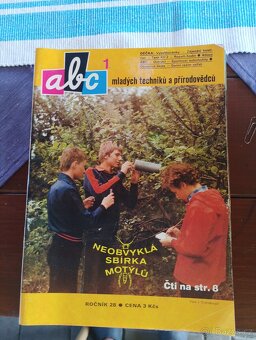 abc
1
mladých techniků a přírodovědců
NEOBVYKLÁ
SBÍRKA
MOTÝLŮ
Čti na str. 8
ROČNÍK 28 ● CENA 3 Kčs